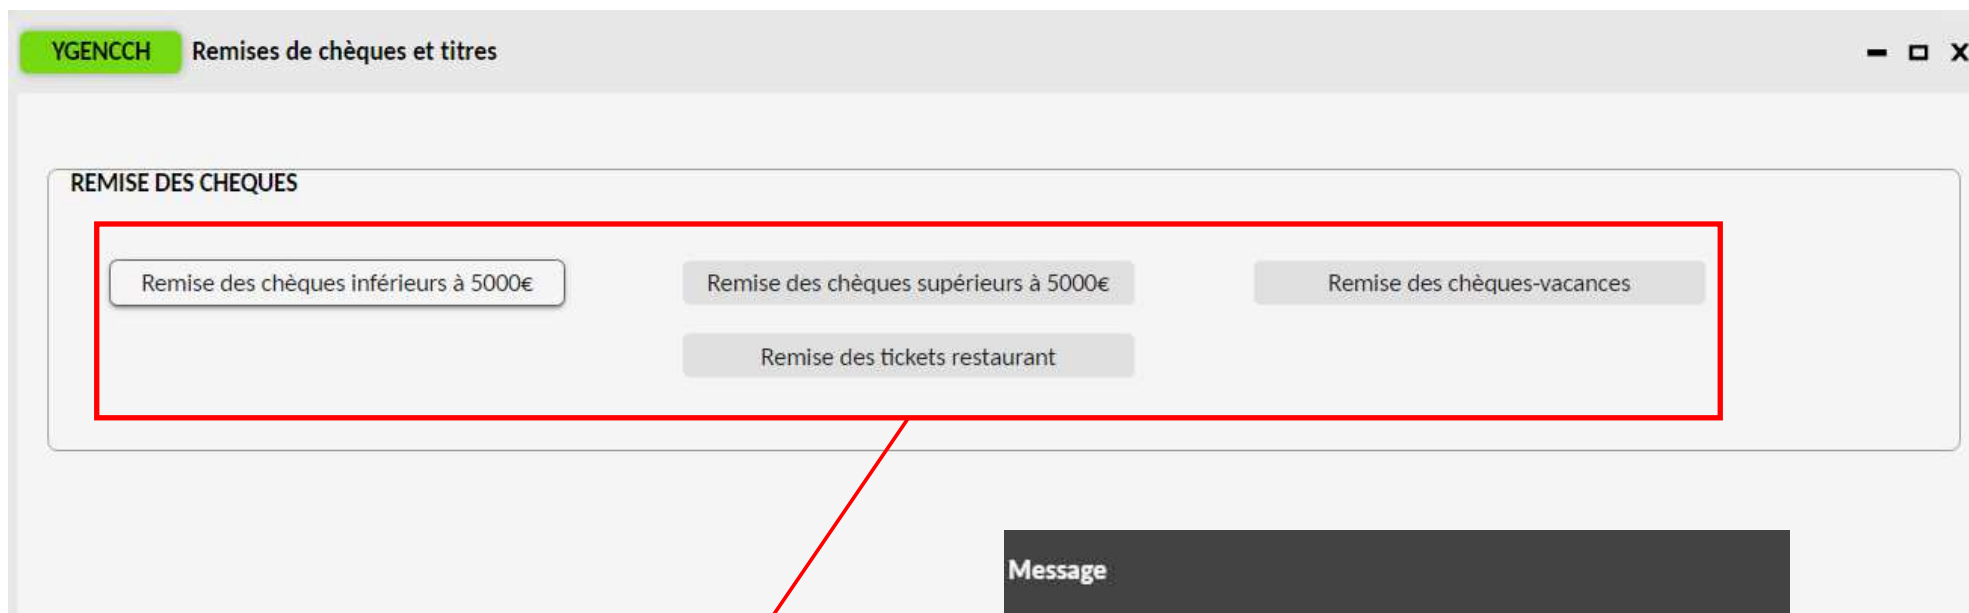 YGENCCH Remises de chèques et titres
REMISE DES CHEQUES
Remise des chèques inférieurs à 5000€ Remise des chèques supérieurs à 5000€ Remise des chèques-vacances
Remise des tickets restaurant
Message